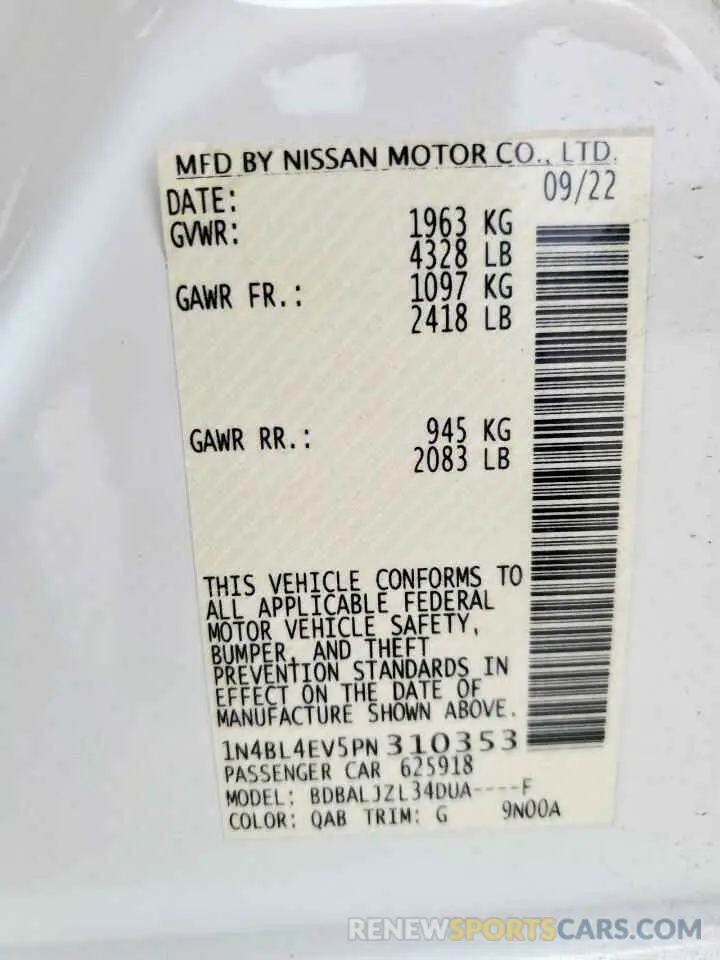 MFD BY NISSAN MOTOR CO., LTD.
DATE: 09/22
GVWR: 1963 KG
4328 LB
GAWR FR.: 1097 KG
2418 LB
GAWR RR.: 945 KG
2083 LB
THIS VEHICLE CONFORMS TO
ALL APPLICABLE FEDERAL
MOTOR VEHICLE SAFETY,
BUMPER, AND THEFT
PREVENTION STANDARDS IN
EFFECT ON THE DATE OF
MANUFACTURE SHOWN ABOVE.
1N4BL4EV5PN310353
PASSENGER CAR 625918
MODEL: BDBALJZL34DUA----F
COLOR: QAB TRIM: G 9N00A
RENEWSPORTSCARS.COM